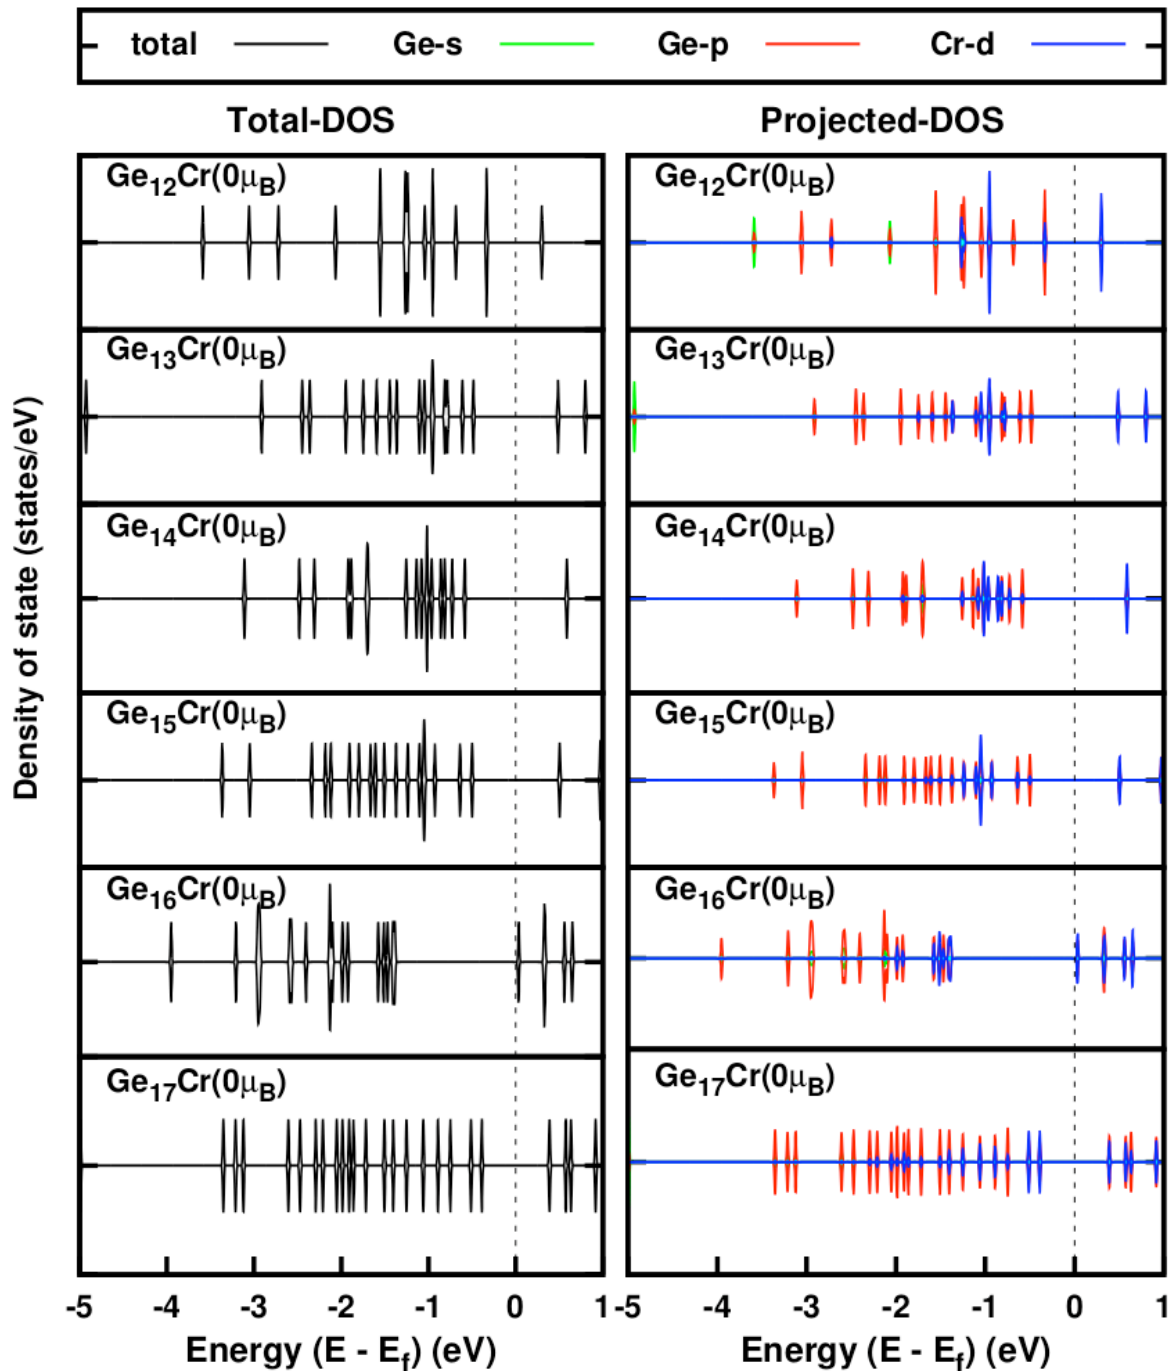 total Ge-s Ge-p Cr-d
Total-DOS Projected-DOS
Ge12Cr(0μB) Ge12Cr(0μB)
Ge13Cr(0μB) Ge13Cr(0μB)
Ge14Cr(0μB) Ge14Cr(0μB)
Ge15Cr(0μB) Ge15Cr(0μB)
Ge16Cr(0μB) Ge16Cr(0μB)
Ge17Cr(0μB) Ge17Cr(0μB)
Density of state (states/eV)
-5 -4 -3 -2 -1 0 1 -5 -4 -3 -2 -1 0 1
Energy (E - Ef) (eV) Energy (E - Ef) (eV)